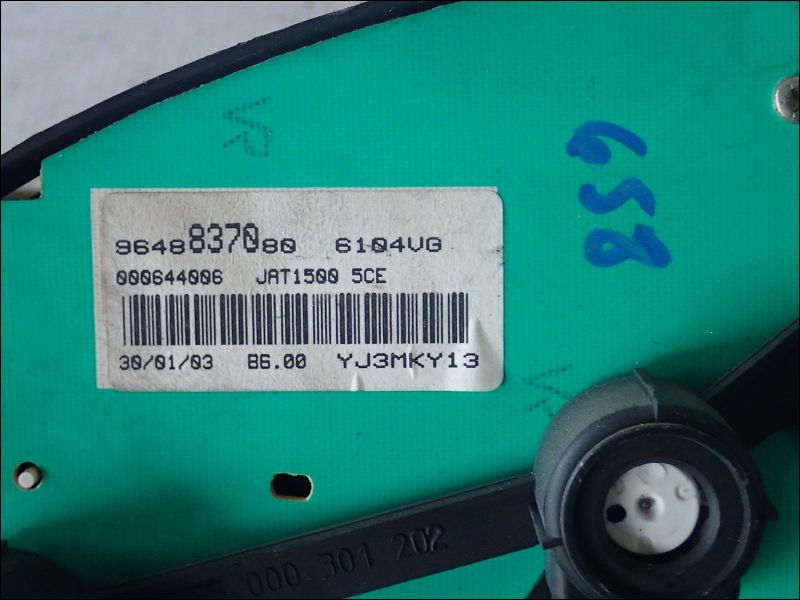 VR
658
9648837080 6104VG
000644006 JAT1500 5CE
30/01/03 B6.00 YJ3MKY13
000 301 202